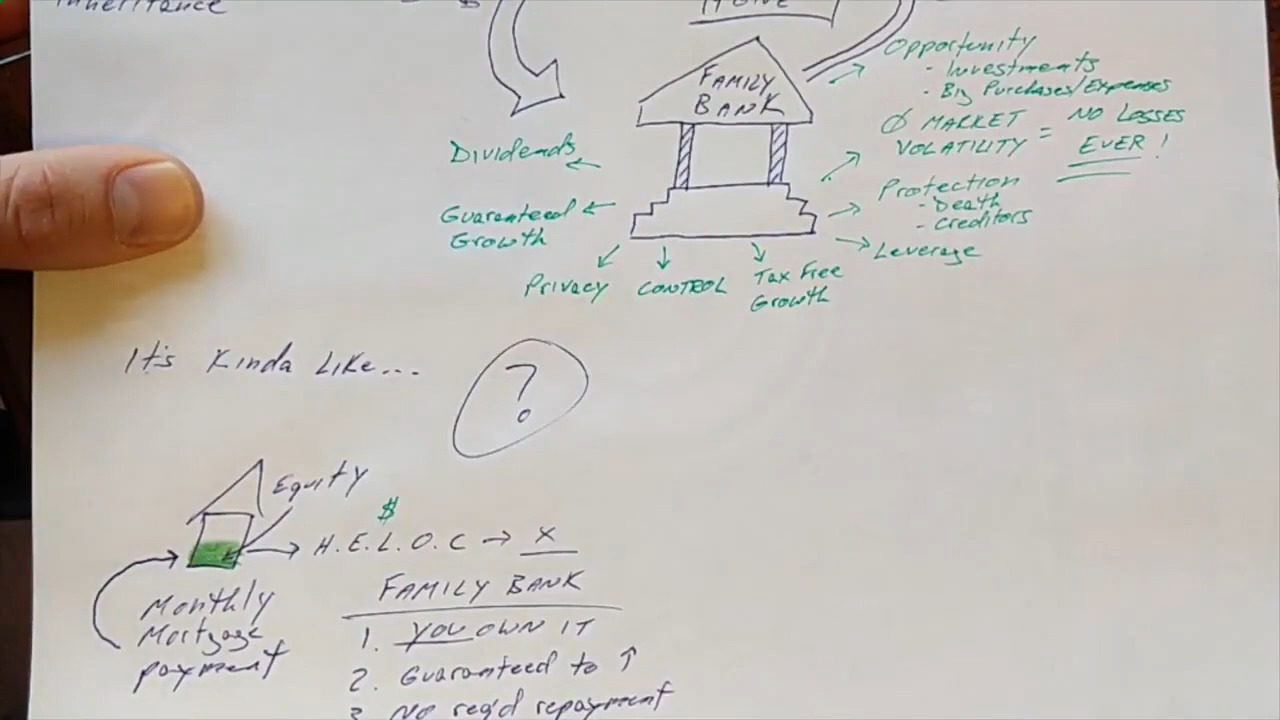 inheritance
$
FAMILY
BANK
Opportunity
- Investments
- Big Purchases/Expenses
Ø MARKET
VOLATILITY = NO LOSSES
EVER!
Protection
- Death
- Creditors
Leverage
Dividends
Guaranteed
Growth
Privacy
CONTROL
Tax Free
Growth
It's Kinda Like...
?
Equity
$
H.E.L.O.C → X
Monthly
Mortgage
payment
FAMILY BANK
1. YOU OWN IT
2. Guaranteed to ↑
3. No req'd repayment